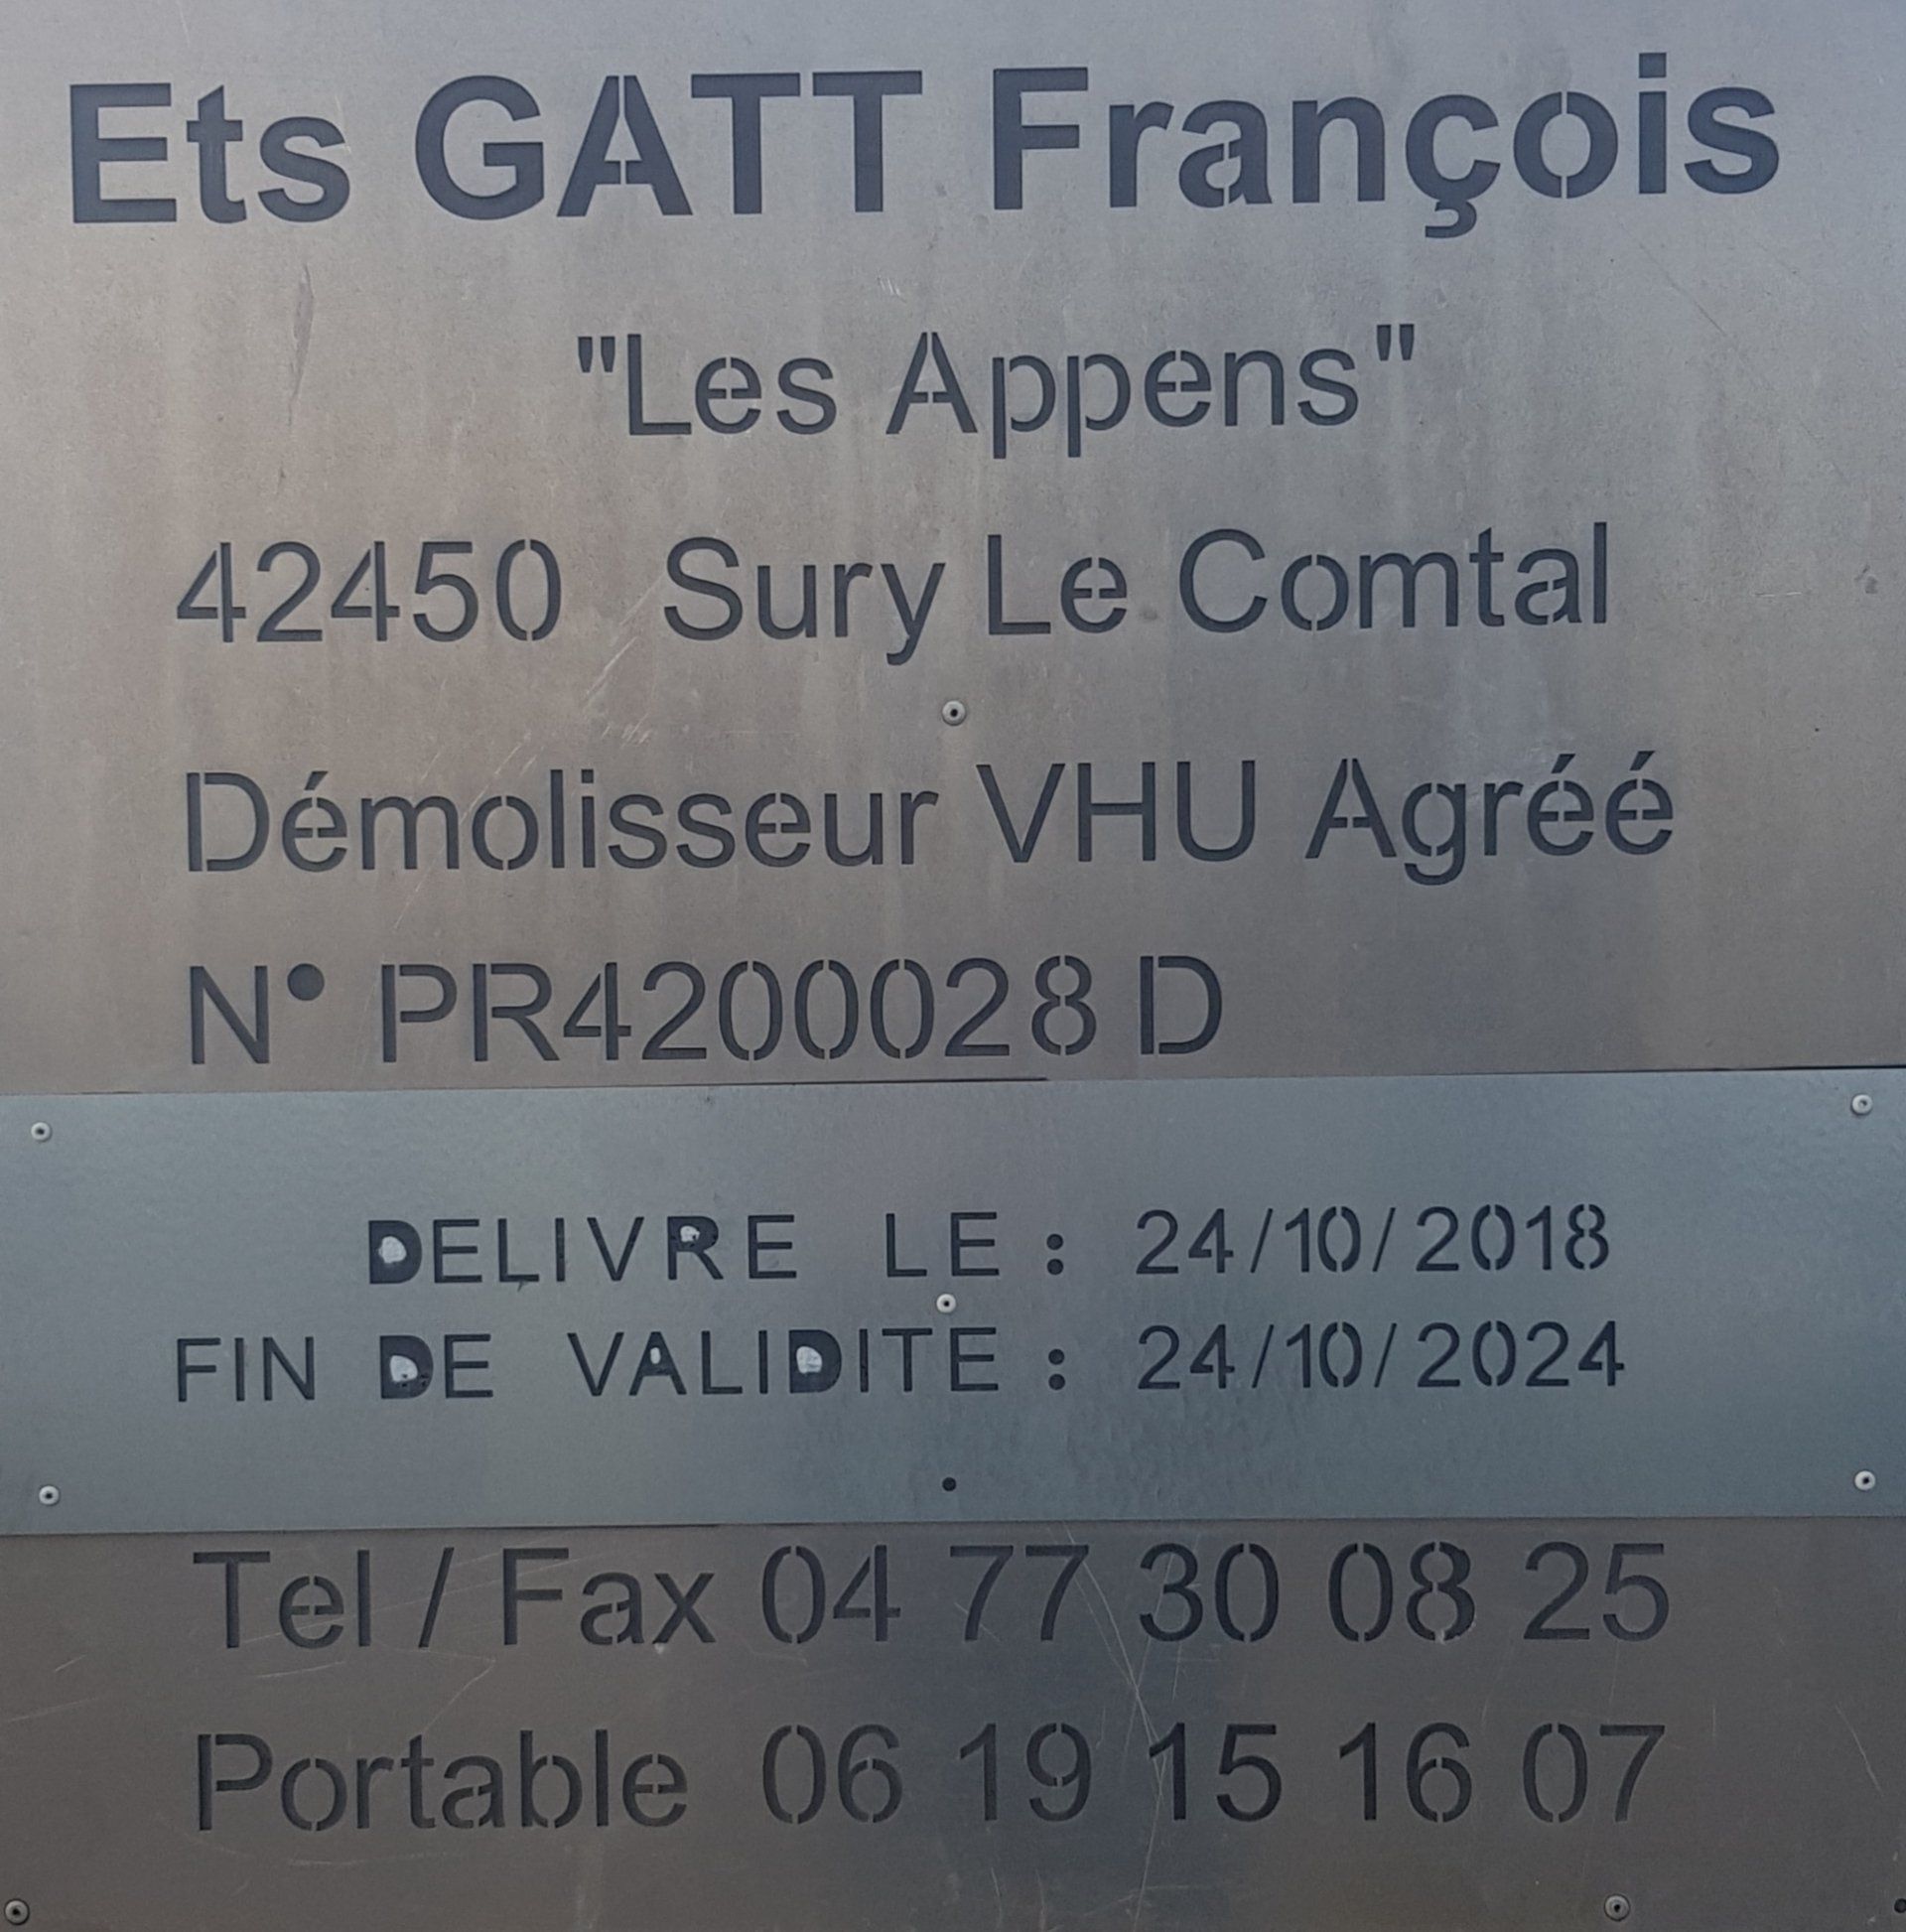 Ets GATT François
"Les Appens"
42450 Sury Le Comtal
Démolisseur VHU Agréé
N° PR4200028 D
DELIVRE LE : 24/10/2018
FIN DE VALIDITE : 24/10/2024
Tel / Fax 04 77 30 08 25
Portable 06 19 15 16 07